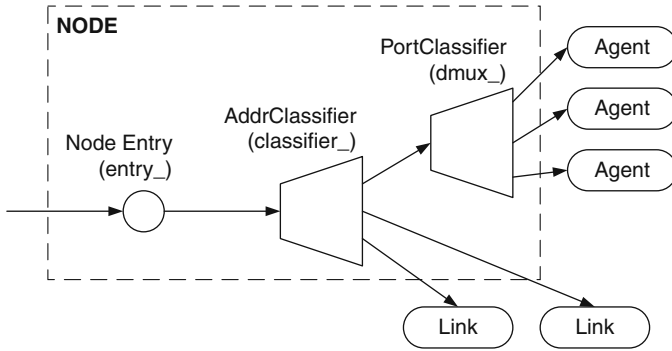 NODE
PortClassifier
(dmux_)
Agent
Agent
Agent
AddrClassifier
(classifier_)
Node Entry
(entry_)
Link
Link